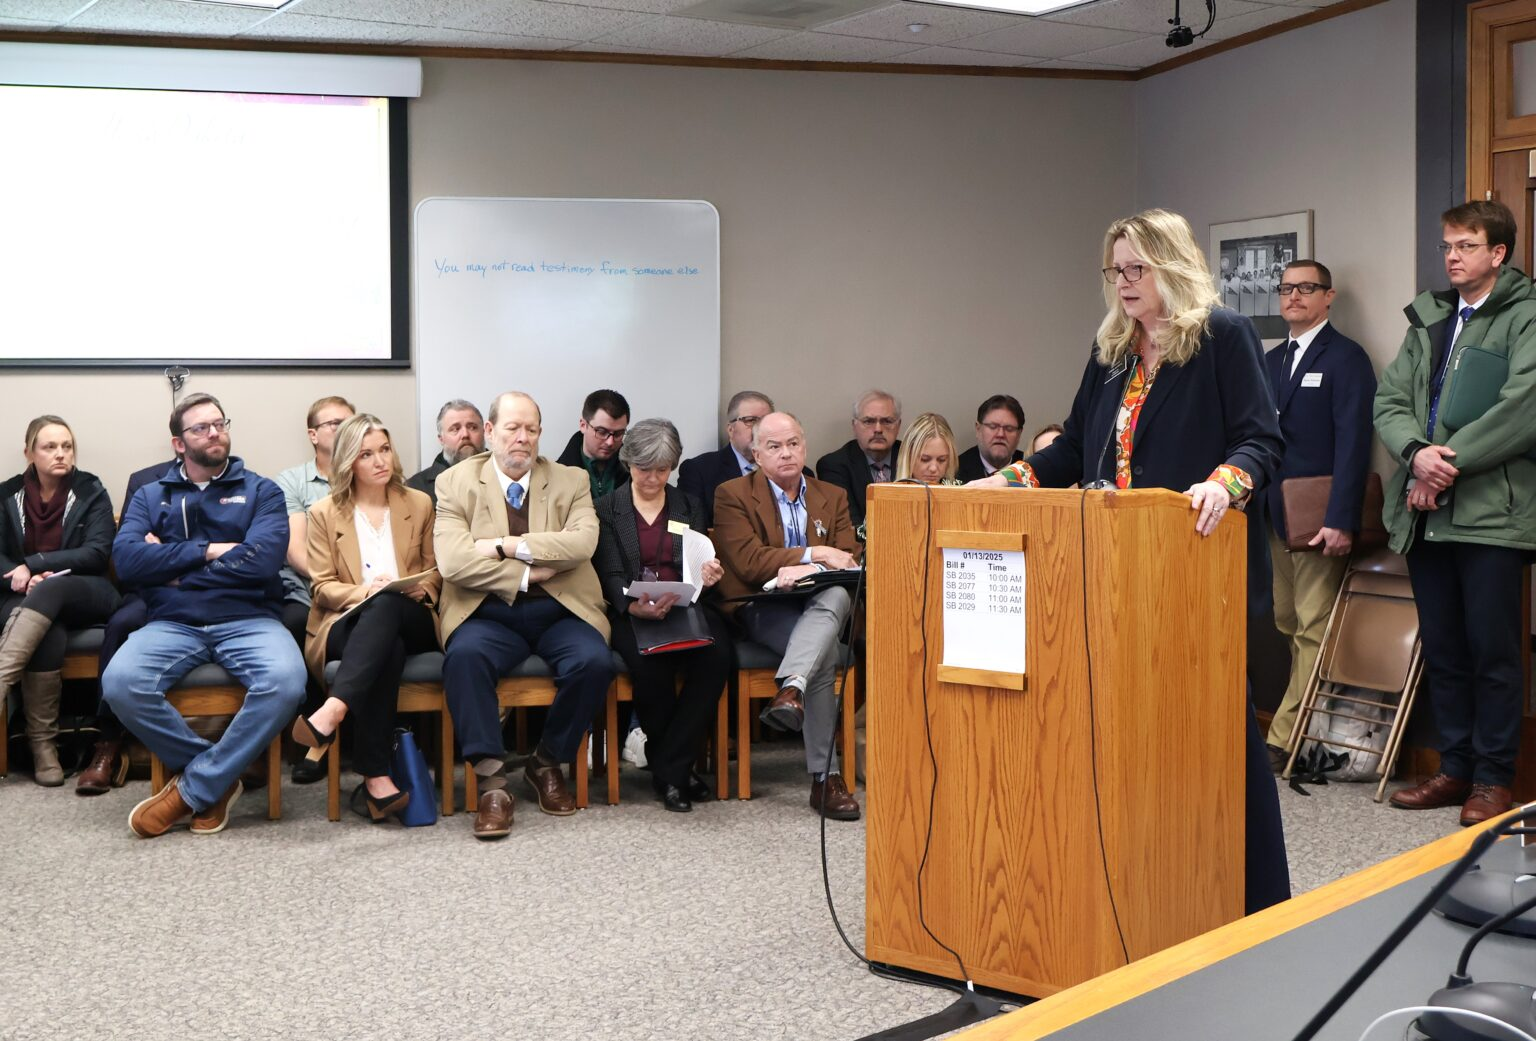 You may not read testimony from someone else
01/13/2025
Bill # Time
SB 2035 10:00 AM
SB 2077 10:30 AM
SB 2080 11:00 AM
SB 2029 11:30 AM